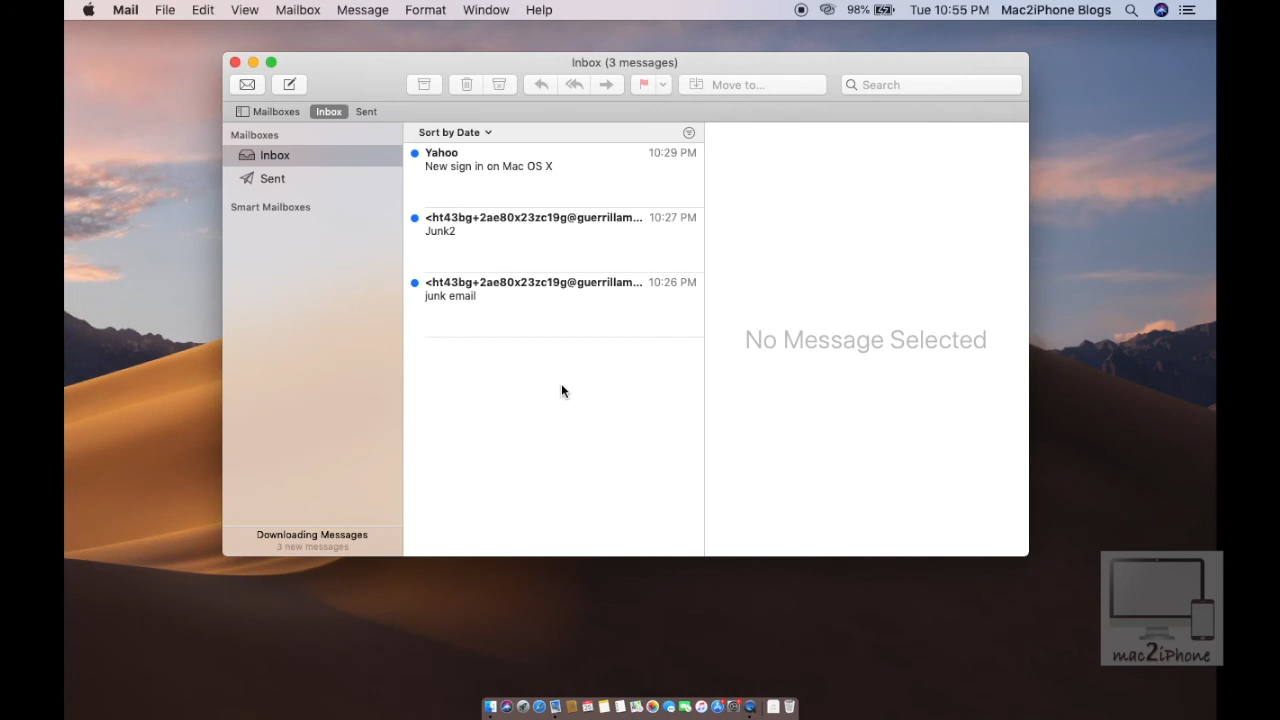 Mail File Edit View Mailbox Message Format Window Help 98% Tue 10:55 PM Mac2iPhone Blogs
Inbox (3 messages)
Move to... Search
Mailboxes Inbox Sent
Mailboxes
Inbox
Sent
Smart Mailboxes
Downloading Messages
3 new messages
Sort by Date
Yahoo 10:29 PM
New sign in on Mac OS X
<ht43bg+2ae80x23zc19g@guerrillam... 10:27 PM
Junk2
<ht43bg+2ae80x23zc19g@guerrillam... 10:26 PM
junk email
No Message Selected
mac2iPhone